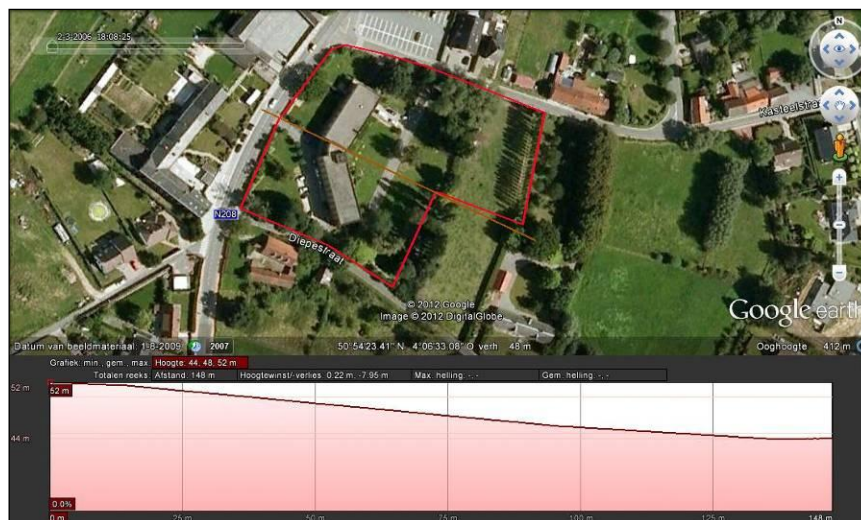 2-3-2006 18:08-25
N
Kasteelstraa
N208
Diepestraat
© 2012 Google
Image © 2012 DigitalGlobe
Google earth
Datum van beeldmateriaal: 1-6-2009 2007 50°54'23.41" N 4°06'33.08" O verh 48 m Ooghoogte 412 m
Grafiek: min., gem., max. Hoogte: 44, 48, 52 m
Totalen reeks: Afstand: 148 m Hoogtewinst/-verlies: 0.22 m, -7.95 m Max. helling: -, - Gem. helling: -, -
52 m 52 m
44 m
0.0%
0 m 25 m 50 m 75 m 100 m 125 m 148 m